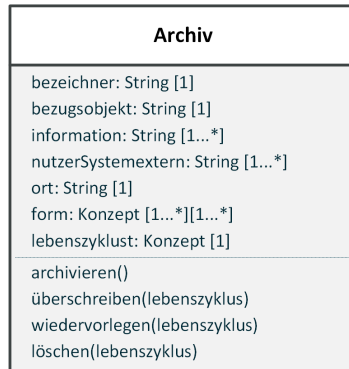 Archiv
bezeichner: String [1]
bezugsobjekt: String [1]
information: String [1...*]
nutzerSystemextern: String [1...*]
ort: String [1]
form: Konzept [1...*][1...*]
lebenszyklust: Konzept [1]
archivieren()
überschreiben(lebenszyklus)
wiedervorlegen(lebenszyklus)
löschen(lebenszyklus)